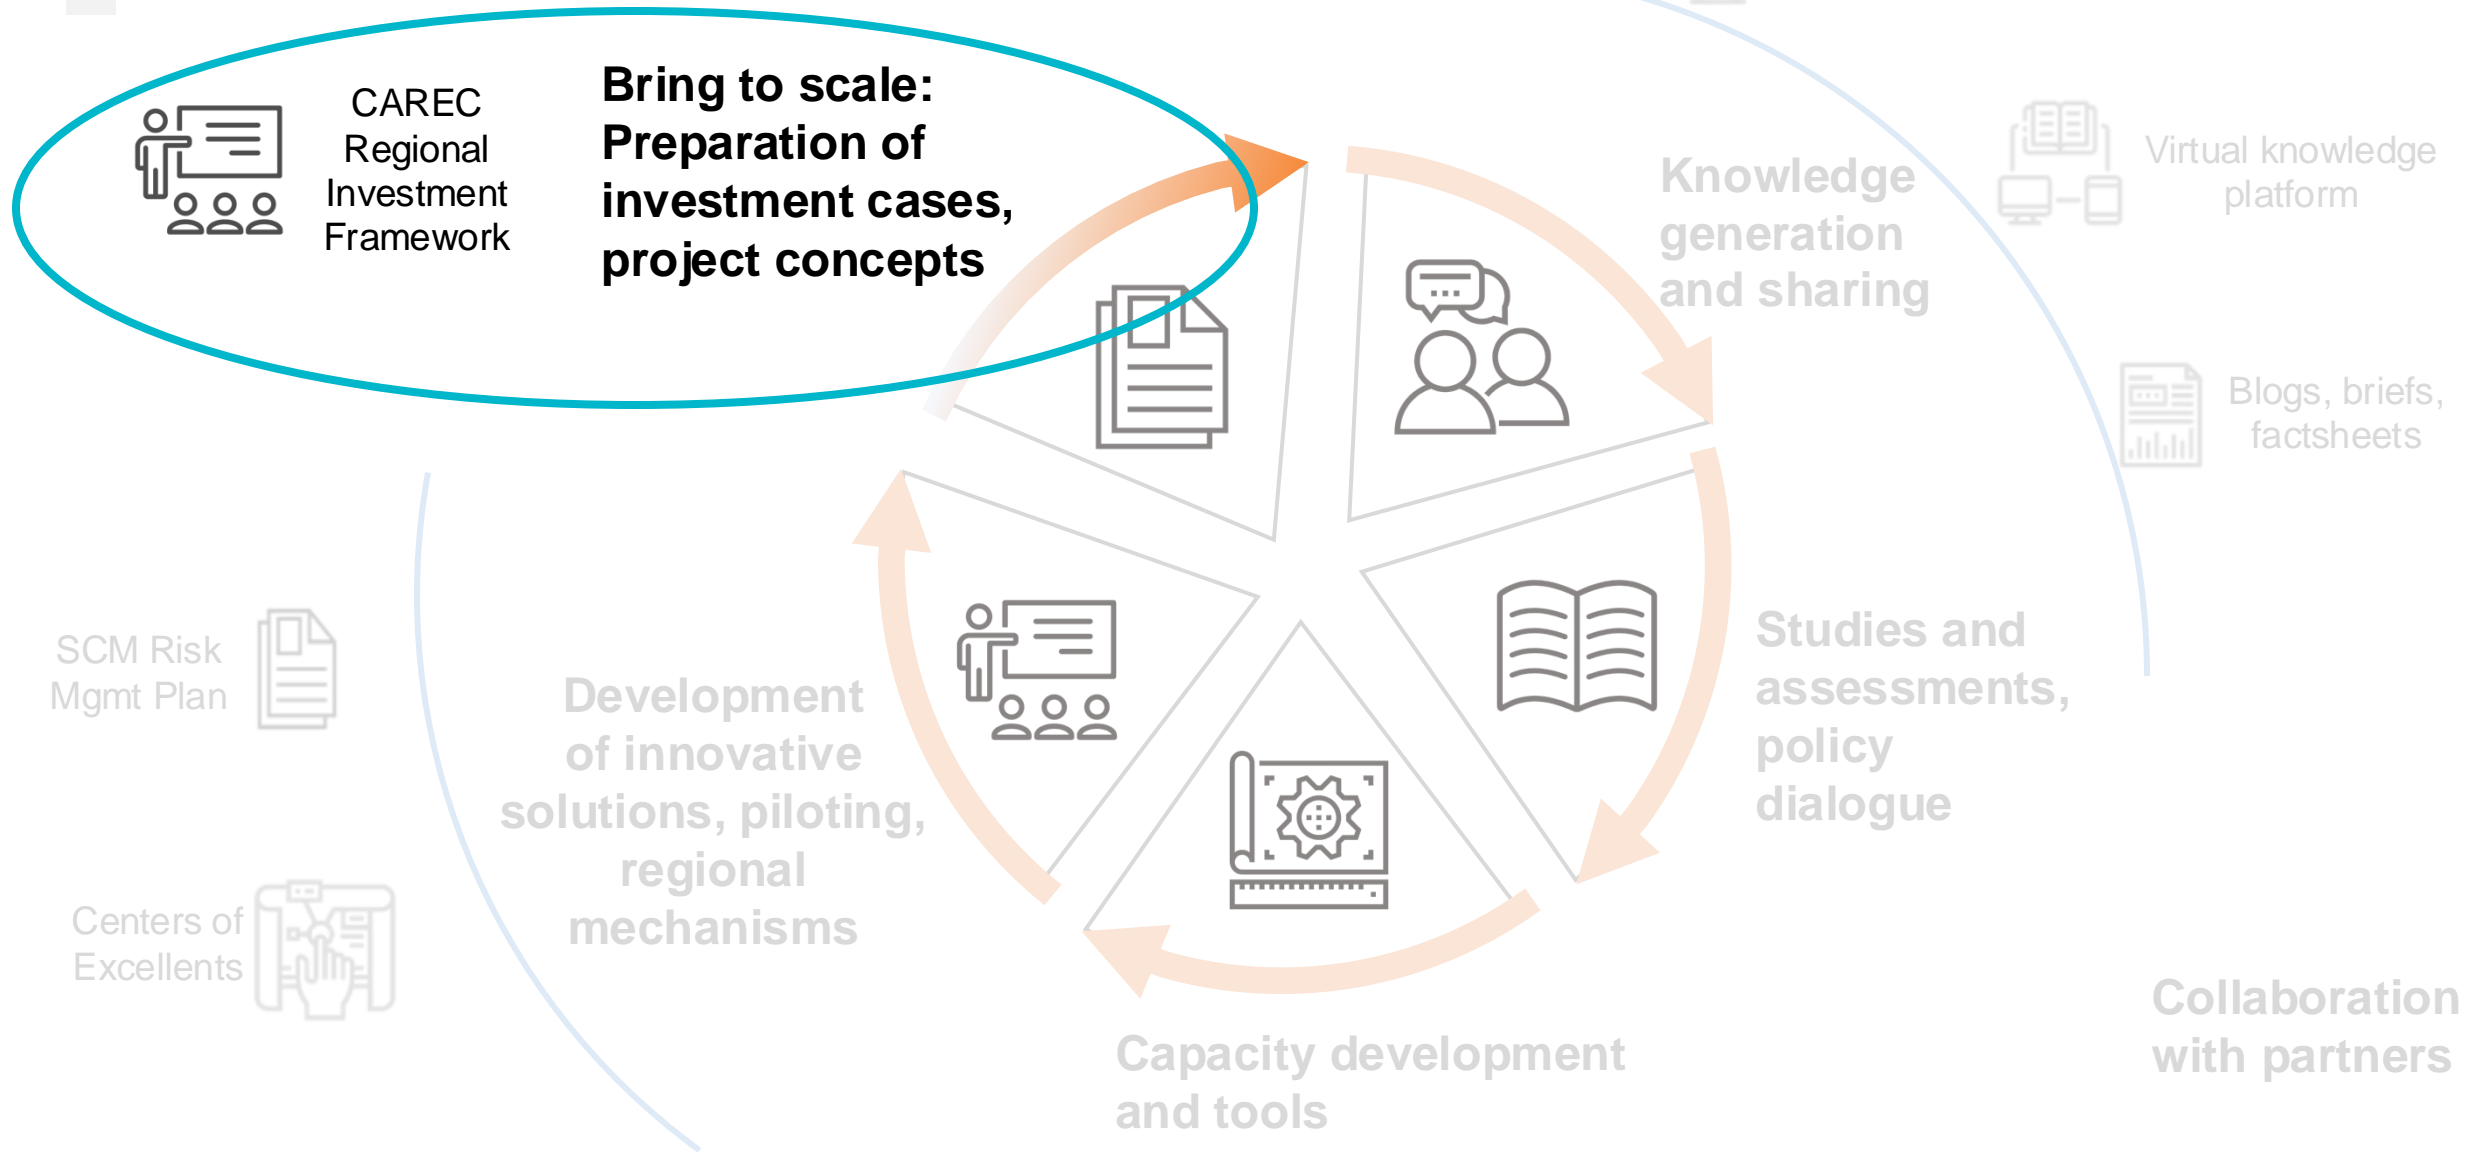 CAREC
Regional
Investment
Framework
Bring to scale:
Preparation of
investment cases,
project concepts
Knowledge
generation
and sharing
Virtual knowledge
platform
Blogs, briefs,
factsheets
Studies and
assessments,
policy
dialogue
SCM Risk
Mgmt Plan
Development
of innovative
solutions, piloting,
regional
mechanisms
Centers of
Excellents
Capacity development
and tools
Collaboration
with partners